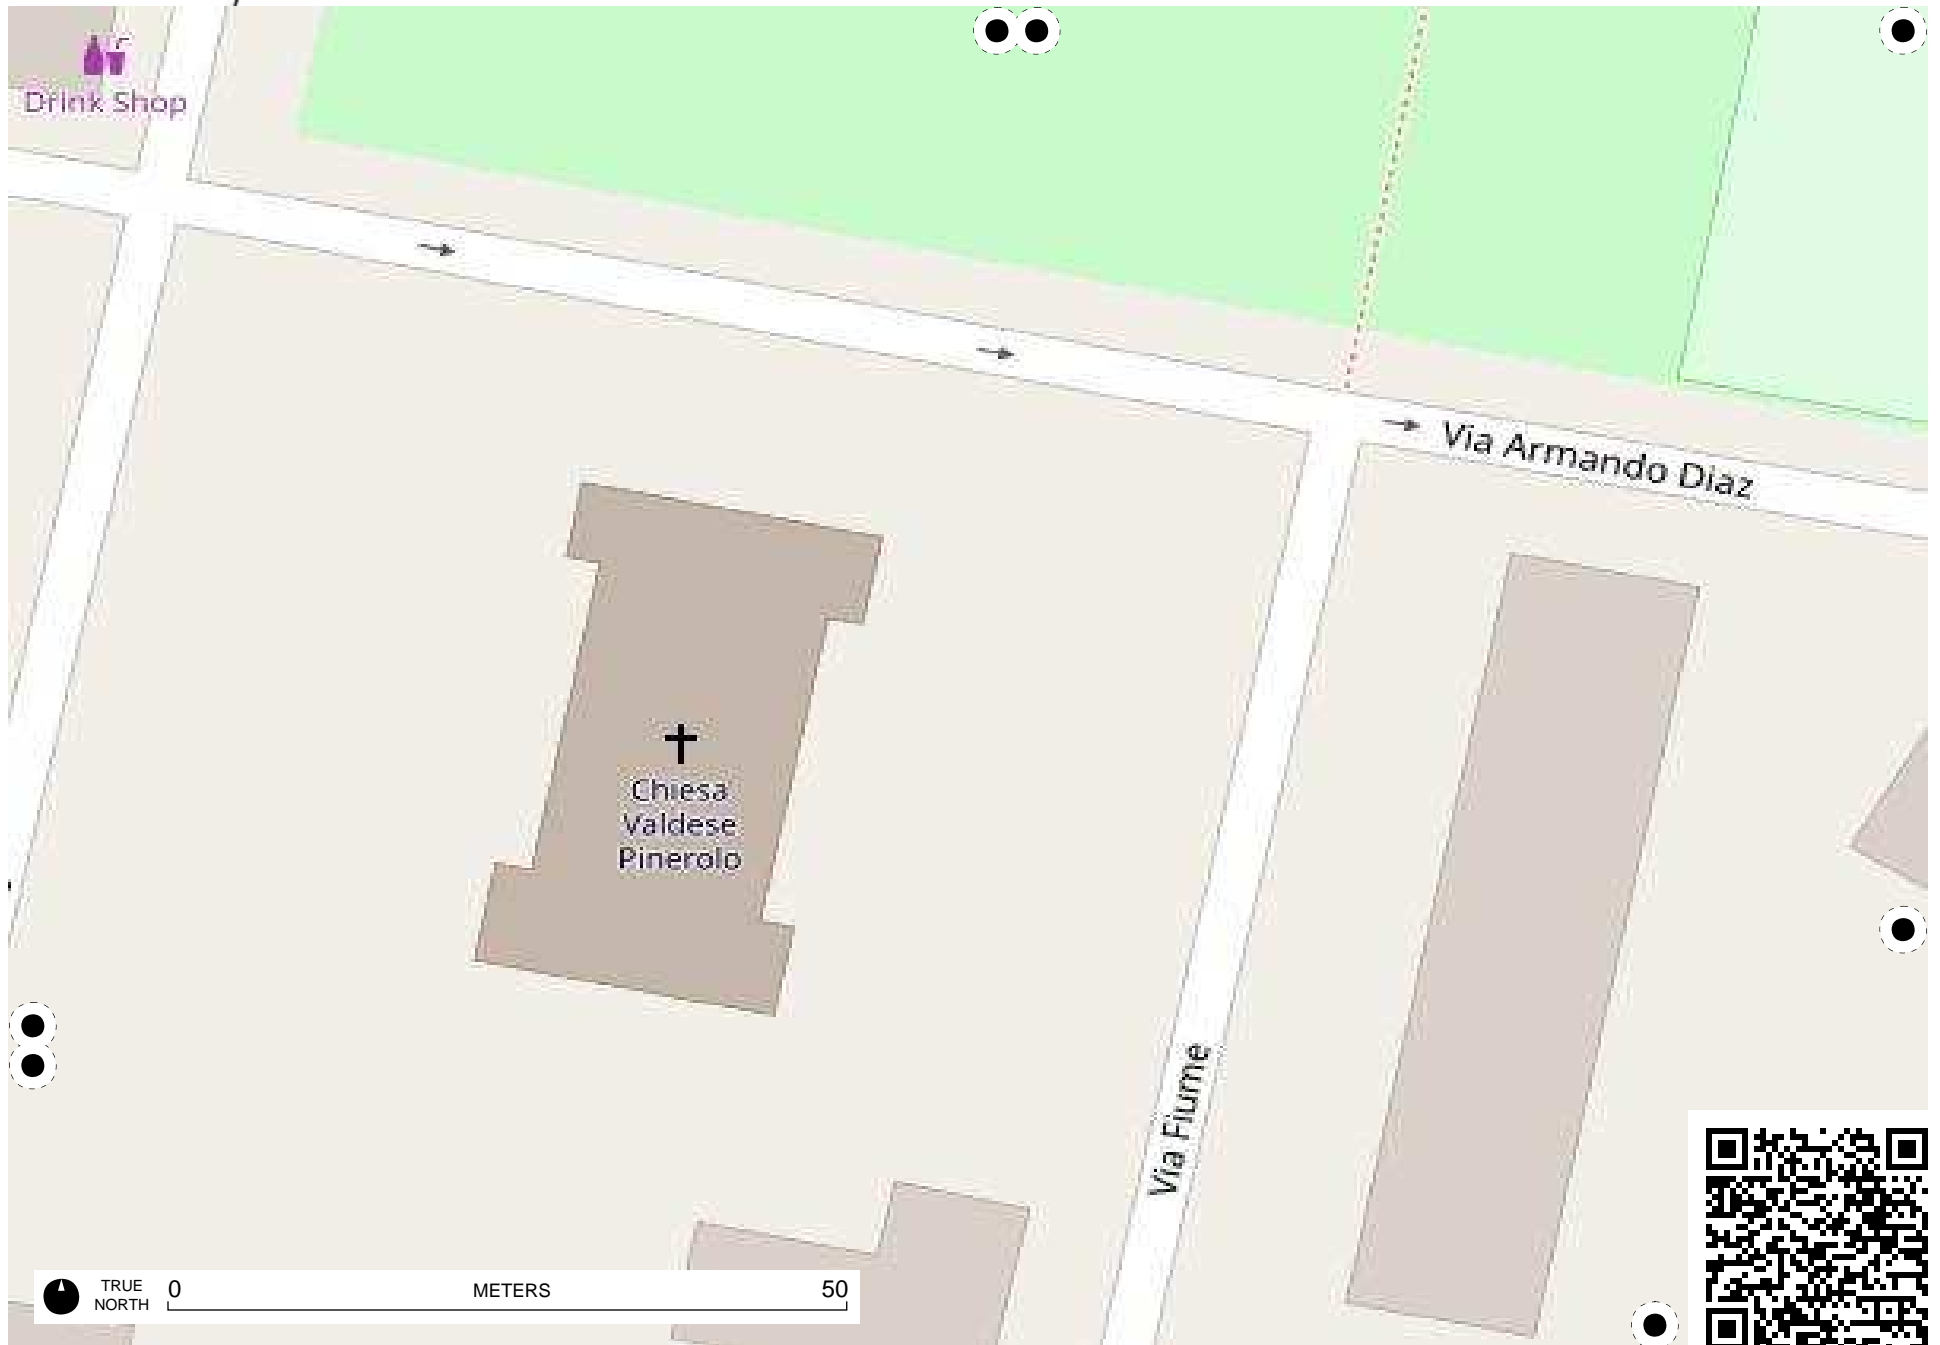 Drink Shop
Via Armando Diaz
Chiesa
Valdese
Pinerolo
Via Fiume
TRUE
NORTH
0 METERS 50